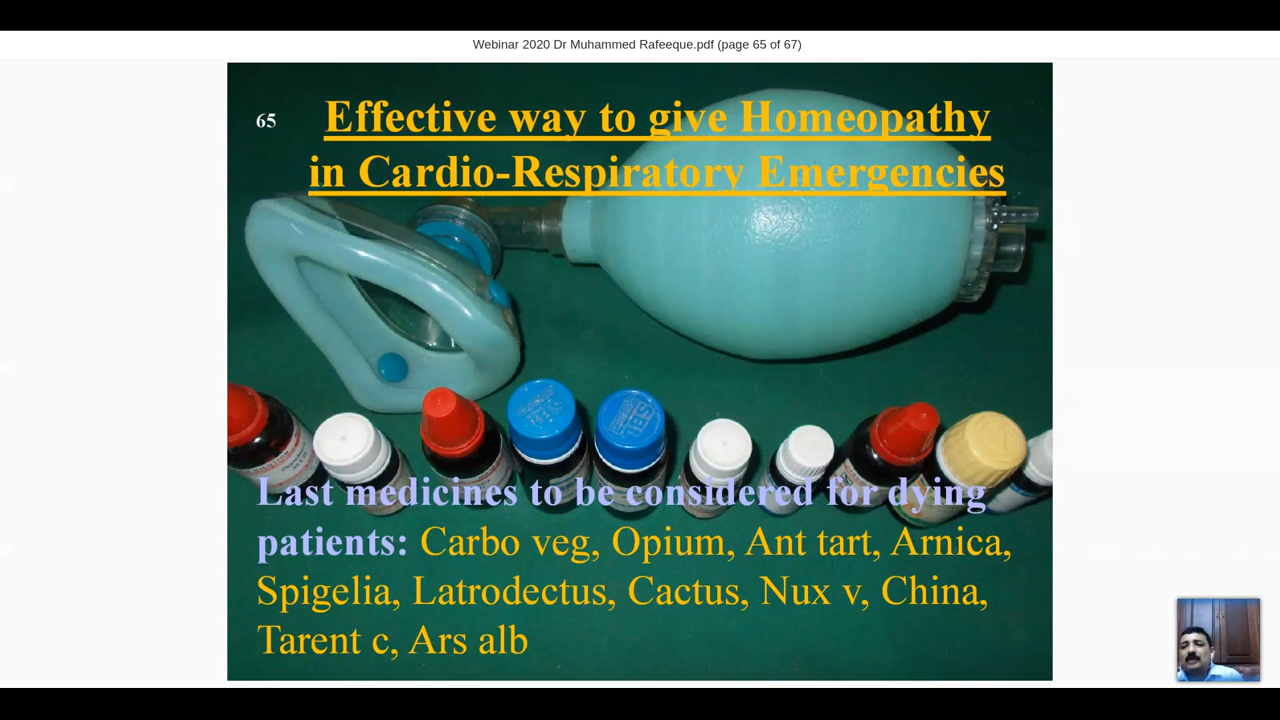 Webinar 2020 Dr Muhammed Rafeeque.pdf (page 65 of 67)
65
Effective way to give Homeopathy
in Cardio-Respiratory Emergencies
SBL
Last medicines to be considered for dying
patients: Carbo veg, Opium, Ant tart, Arnica,
Spigelia, Latrodectus, Cactus, Nux v, China,
Tarent c, Ars alb